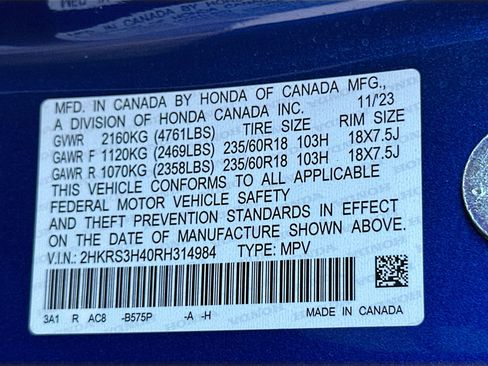 MFD. IN CANADA BY HONDA OF CANADA MFG.,
A DIVISION OF HONDA CANADA INC. 11/'23
GVWR 2160KG (4761LBS) TIRE SIZE RIM SIZE
GAWR F 1120KG (2469LBS) 235/60R18 103H 18X7.5J
GAWR R 1070KG (2358LBS) 235/60R18 103H 18X7.5J
THIS VEHICLE CONFORMS TO ALL APPLICABLE
FEDERAL MOTOR VEHICLE SAFETY
AND THEFT PREVENTION STANDARDS IN EFFECT
ON THE DATE OF MANUFACTURE SHOWN ABOVE.
V.I.N.: 2HKRS3H40RH314984 TYPE: MPV
3A1 R AC8 -B575P -A -H MADE IN CANADA